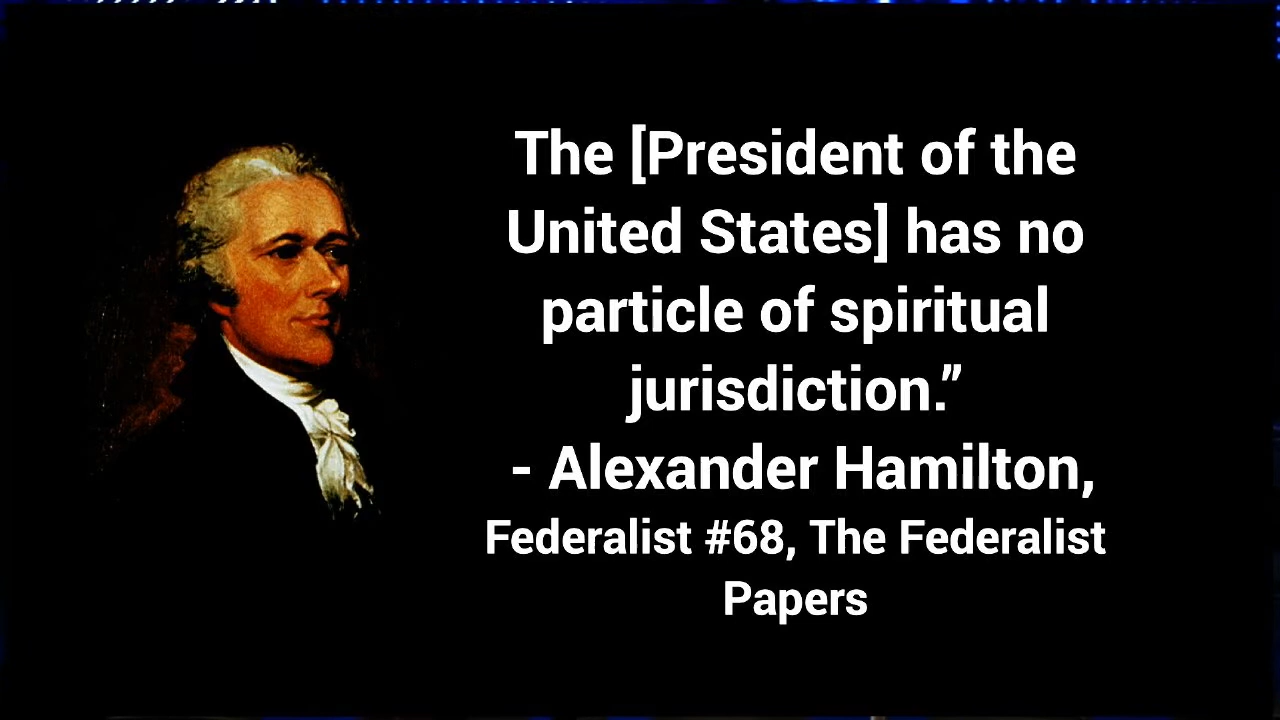 The [President of the
United States] has no
particle of spiritual
jurisdiction.”
- Alexander Hamilton,
Federalist #68, The Federalist
Papers